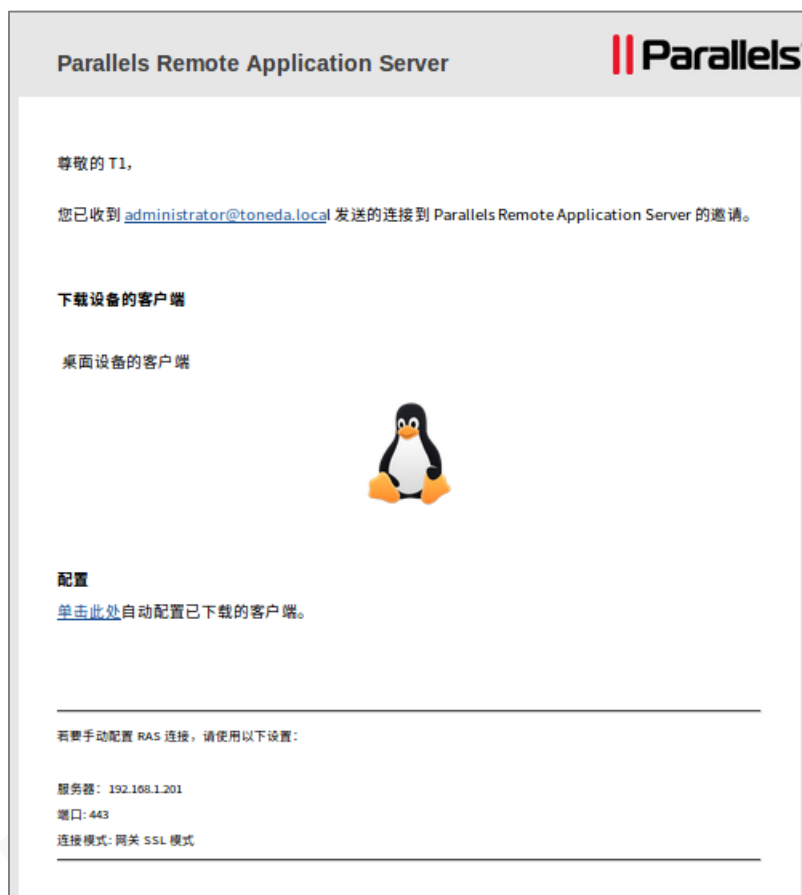 Parallels Remote Application Server
Parallels
尊敬的 T1，
您已收到 administrator@toneda.local 发送的连接到 Parallels Remote Application Server 的邀请。
下载设备的客户端
桌面设备的客户端
配置
单击此处自动配置已下载的客户端。
若要手动配置 RAS 连接，请使用以下设置：
服务器：192.168.1.201
端口: 443
连接模式: 网关 SSL 模式